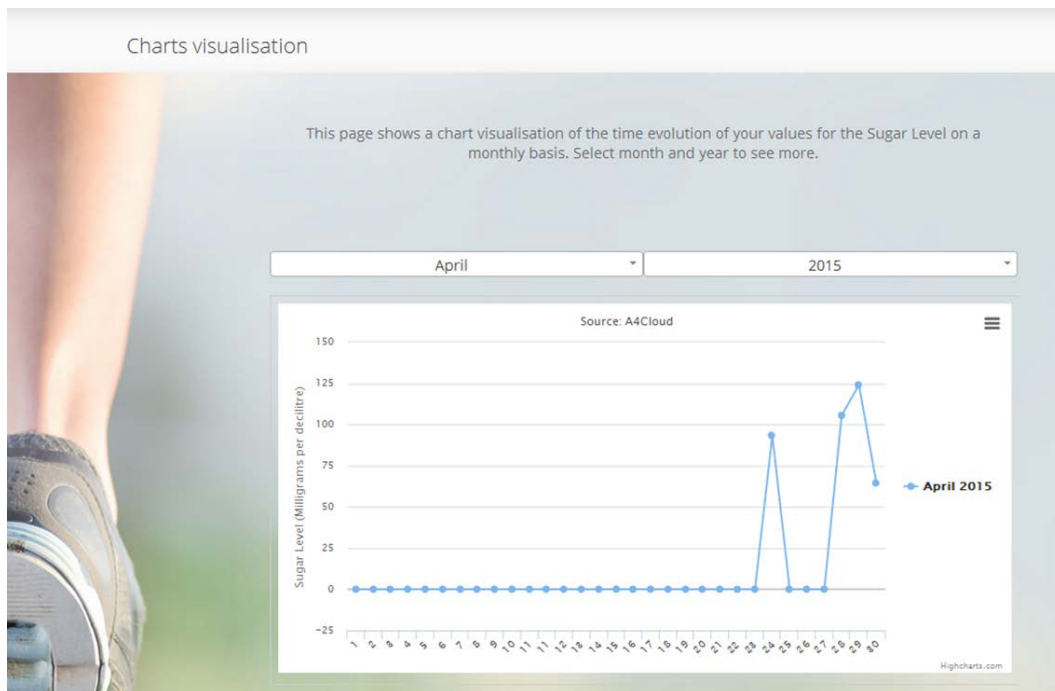 Charts visualisation
This page shows a chart visualisation of the time evolution of your values for the Sugar Level on a
monthly basis. Select month and year to see more.
April
2015
Source: A4Cloud
Sugar Level (Milligrams per decilitre)
150
125
100
75
50
25
0
-25
1 2 3 4 5 6 7 8 9 10 11 11 12 13 14 15 16 17 18 19 20 21 22 23 24 25 26 27 28 29 30
April 2015
Highcharts.com